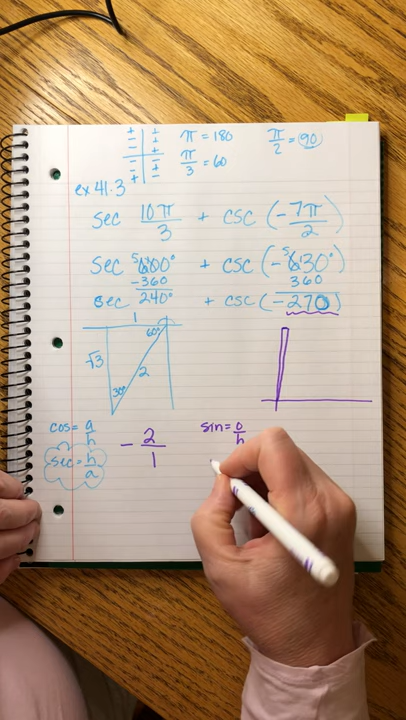 + | + π = 180 π/2 = 90
− | + π/3 = 60
ex 41.3
sec 10π/3 + csc (−7π/2)
sec 600° + csc (−630°)
−360 360
sec 240° + csc (−270)
1
60°
√3
2
30°
cos = a/h sin = o/h
sec = h/a − 2/1